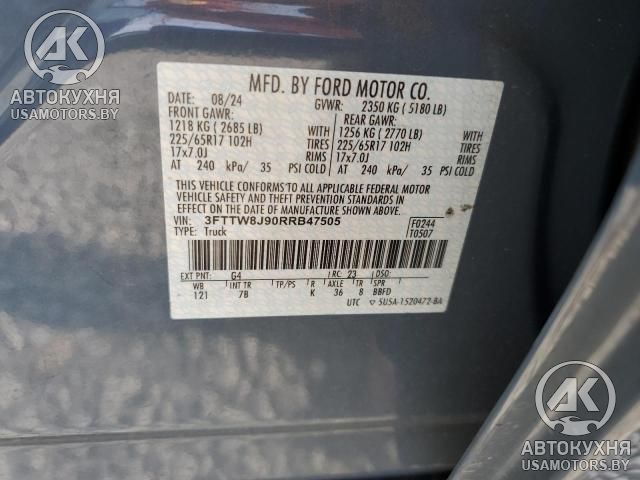 AK
АВТОКУХНЯ
USAMOTORS.BY
MFD. BY FORD MOTOR CO.
DATE: 08/24 GVWR: 2350 KG ( 5180 LB)
FRONT GAWR: REAR GAWR:
1218 KG ( 2685 LB) 1256 KG ( 2770 LB)
225/65R17 102H 225/65R17 102H
17x7.0J RIMS 17x7.0J RIMS
AT 240 kPa/ 35 PSI COLD AT 240 kPa/ 35 PSI COLD
THIS VEHICLE CONFORMS TO ALL APPLICABLE FEDERAL MOTOR
VEHICLE SAFETY AND THEFT PREVENTION STANDARDS IN
EFFECT ON THE DATE OF MANUFACTURE SHOWN ABOVE.
VIN: 3FTTW8J90RRB47505 F0244
TYPE: Truck T0507
EXT PNT: G4 RC: 23 DSO:
WB INT TR TP/PS R AXLE TR SPR
121 7B K 36 8 BBFD
UTC 5U5A-1520472-BA
AK
АВТОКУХНЯ
USAMOTORS.BY